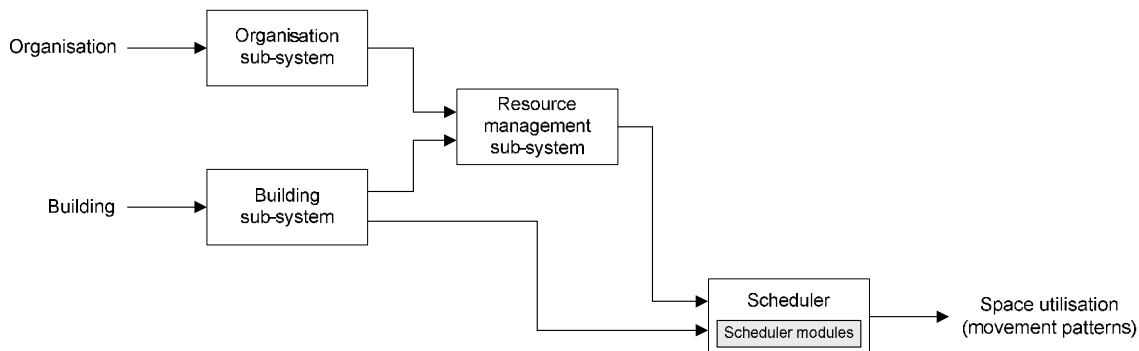 Organisation
Organisation
sub-system
Resource
management
sub-system
Building
Building
sub-system
Scheduler
Scheduler modules
Space utilisation
(movement patterns)